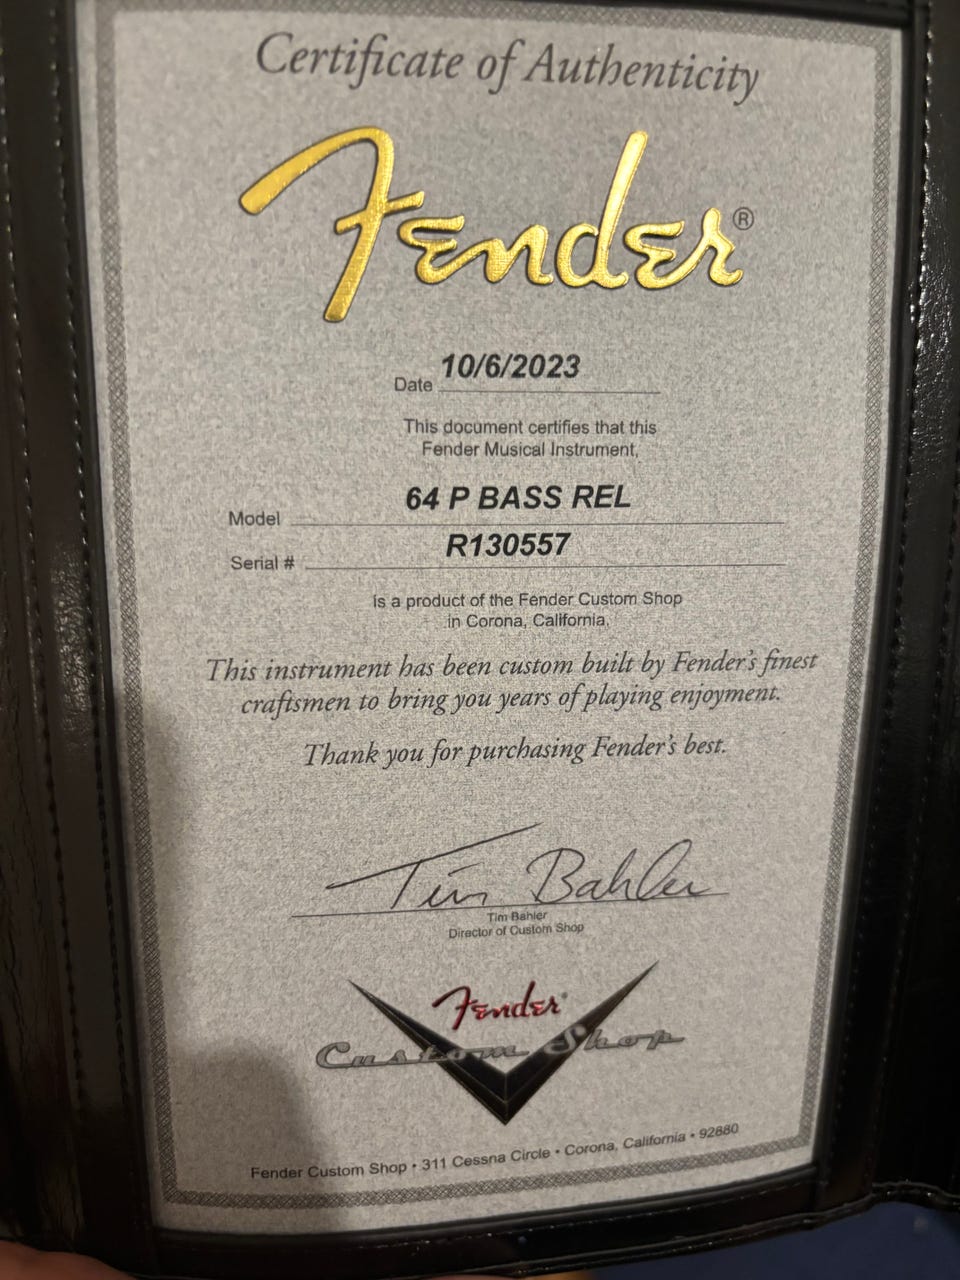 Certificate of Authenticity
Fender®
Date 10/6/2023
This document certifies that this
Fender Musical Instrument,
Model 64 P BASS REL
Serial # R130557
is a product of the Fender Custom Shop
in Corona, California.
This instrument has been custom built by Fender's finest
craftsmen to bring you years of playing enjoyment.
Thank you for purchasing Fender's best.
Tim Bahler
Tim Bahler
Director of Custom Shop
Fender®
Custom Shop
Fender Custom Shop • 311 Cessna Circle • Corona, California • 92880